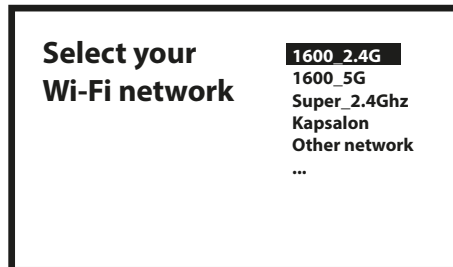 Select your
Wi-Fi network
1600_2.4G
1600_5G
Super_2.4Ghz
Kapsalon
Other network
...